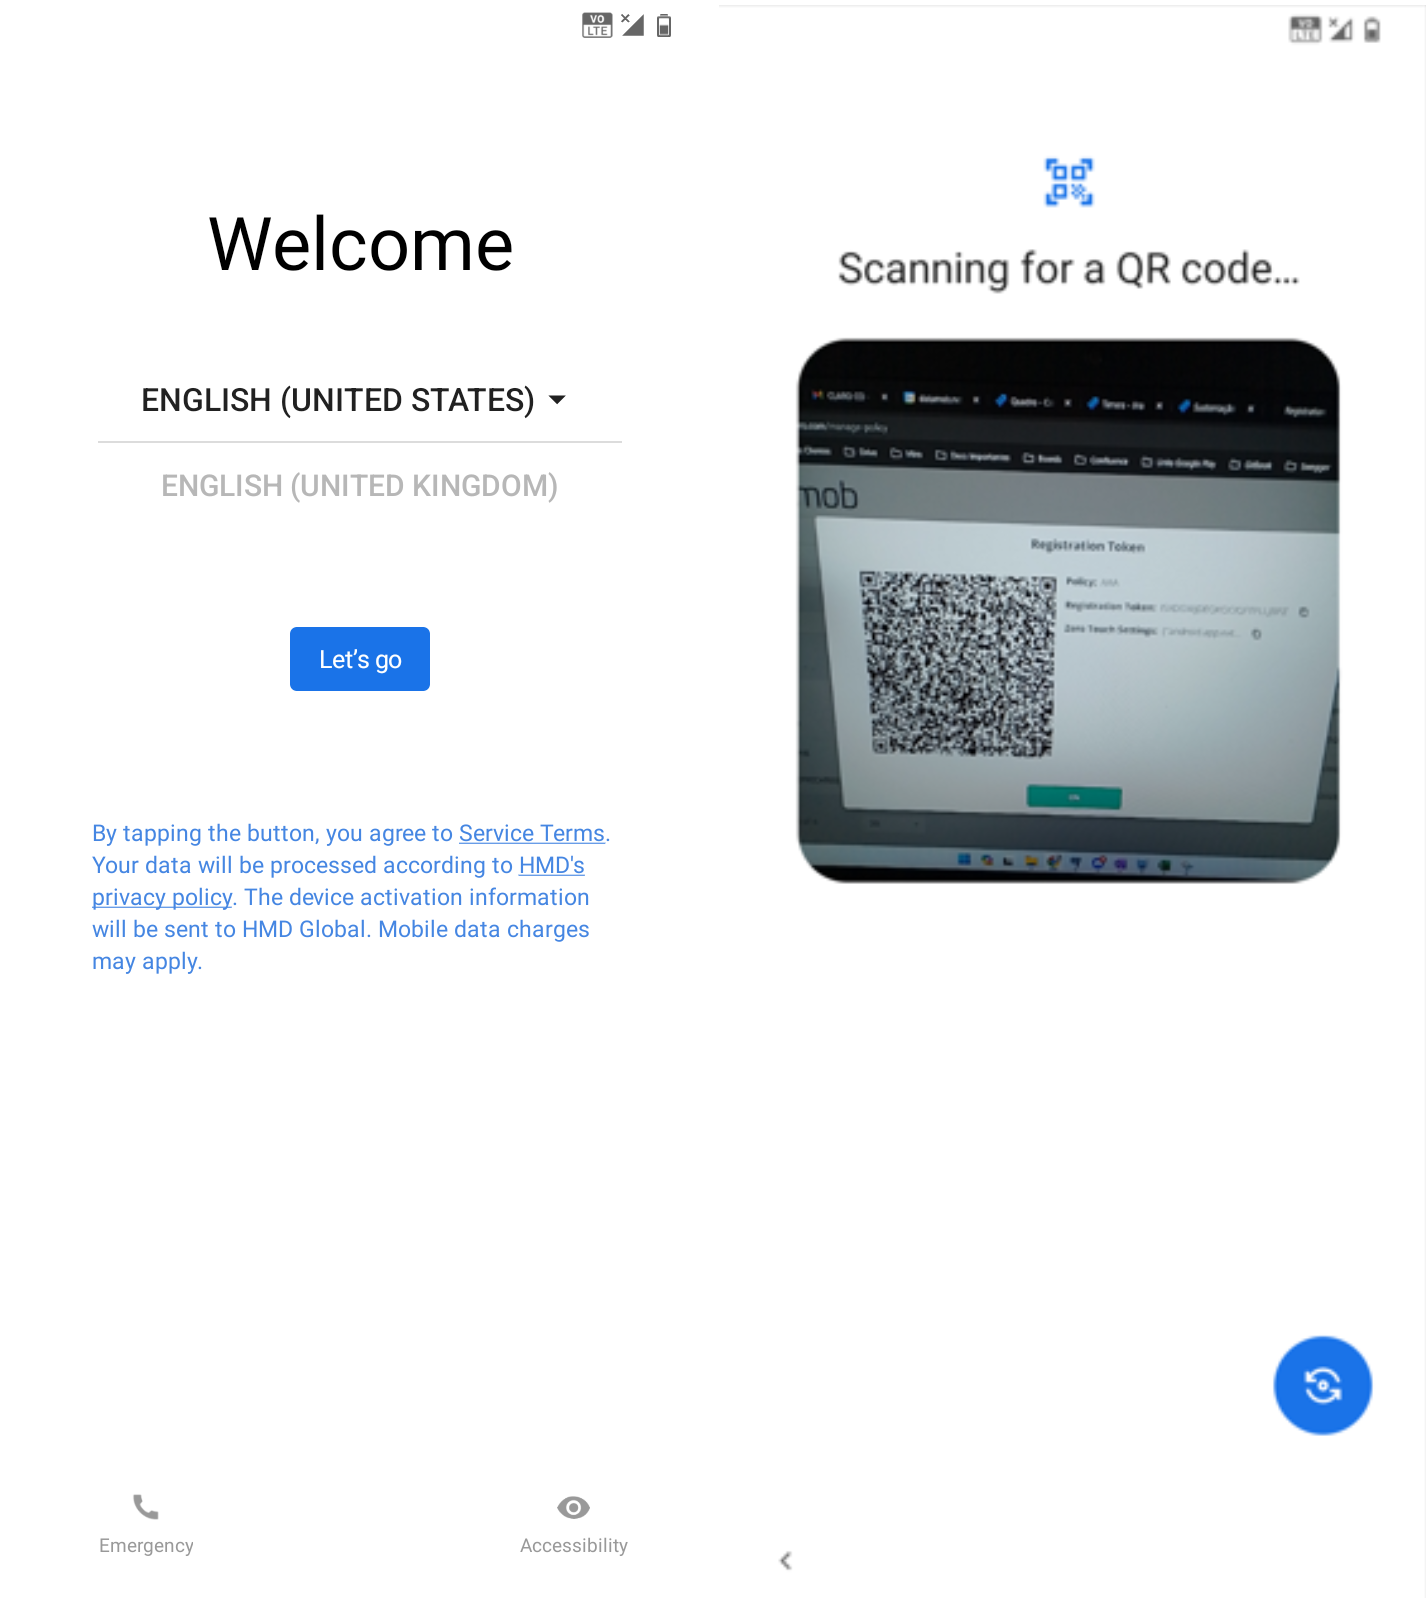 VO
LTE
Welcome
ENGLISH (UNITED STATES)
ENGLISH (UNITED KINGDOM)
Let's go
By tapping the button, you agree to Service Terms.
Your data will be processed according to HMD's
privacy policy. The device activation information
will be sent to HMD Global. Mobile data charges
may apply.
Emergency
Accessibility
VO
LTE
Scanning for a QR code...
/manage-policy
mob
Registration Token
Policy:
Registration Token:
Zero Touch Settings: